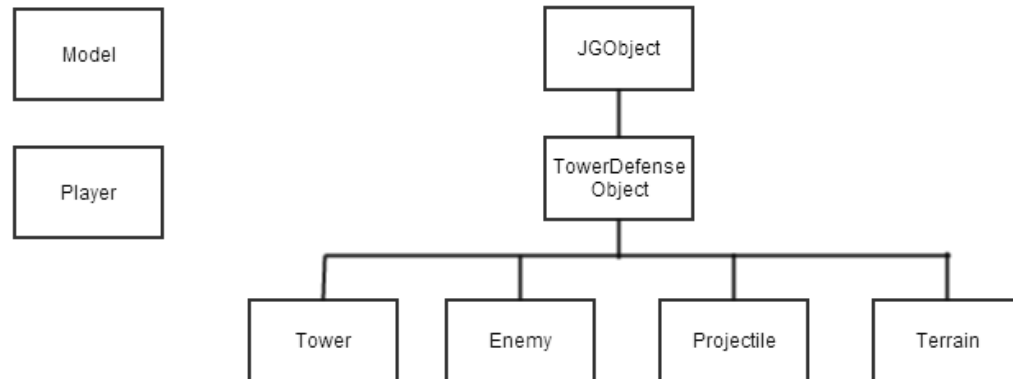 Model
JGObject
TowerDefense
Object
Player
Tower
Enemy
Projectile
Terrain